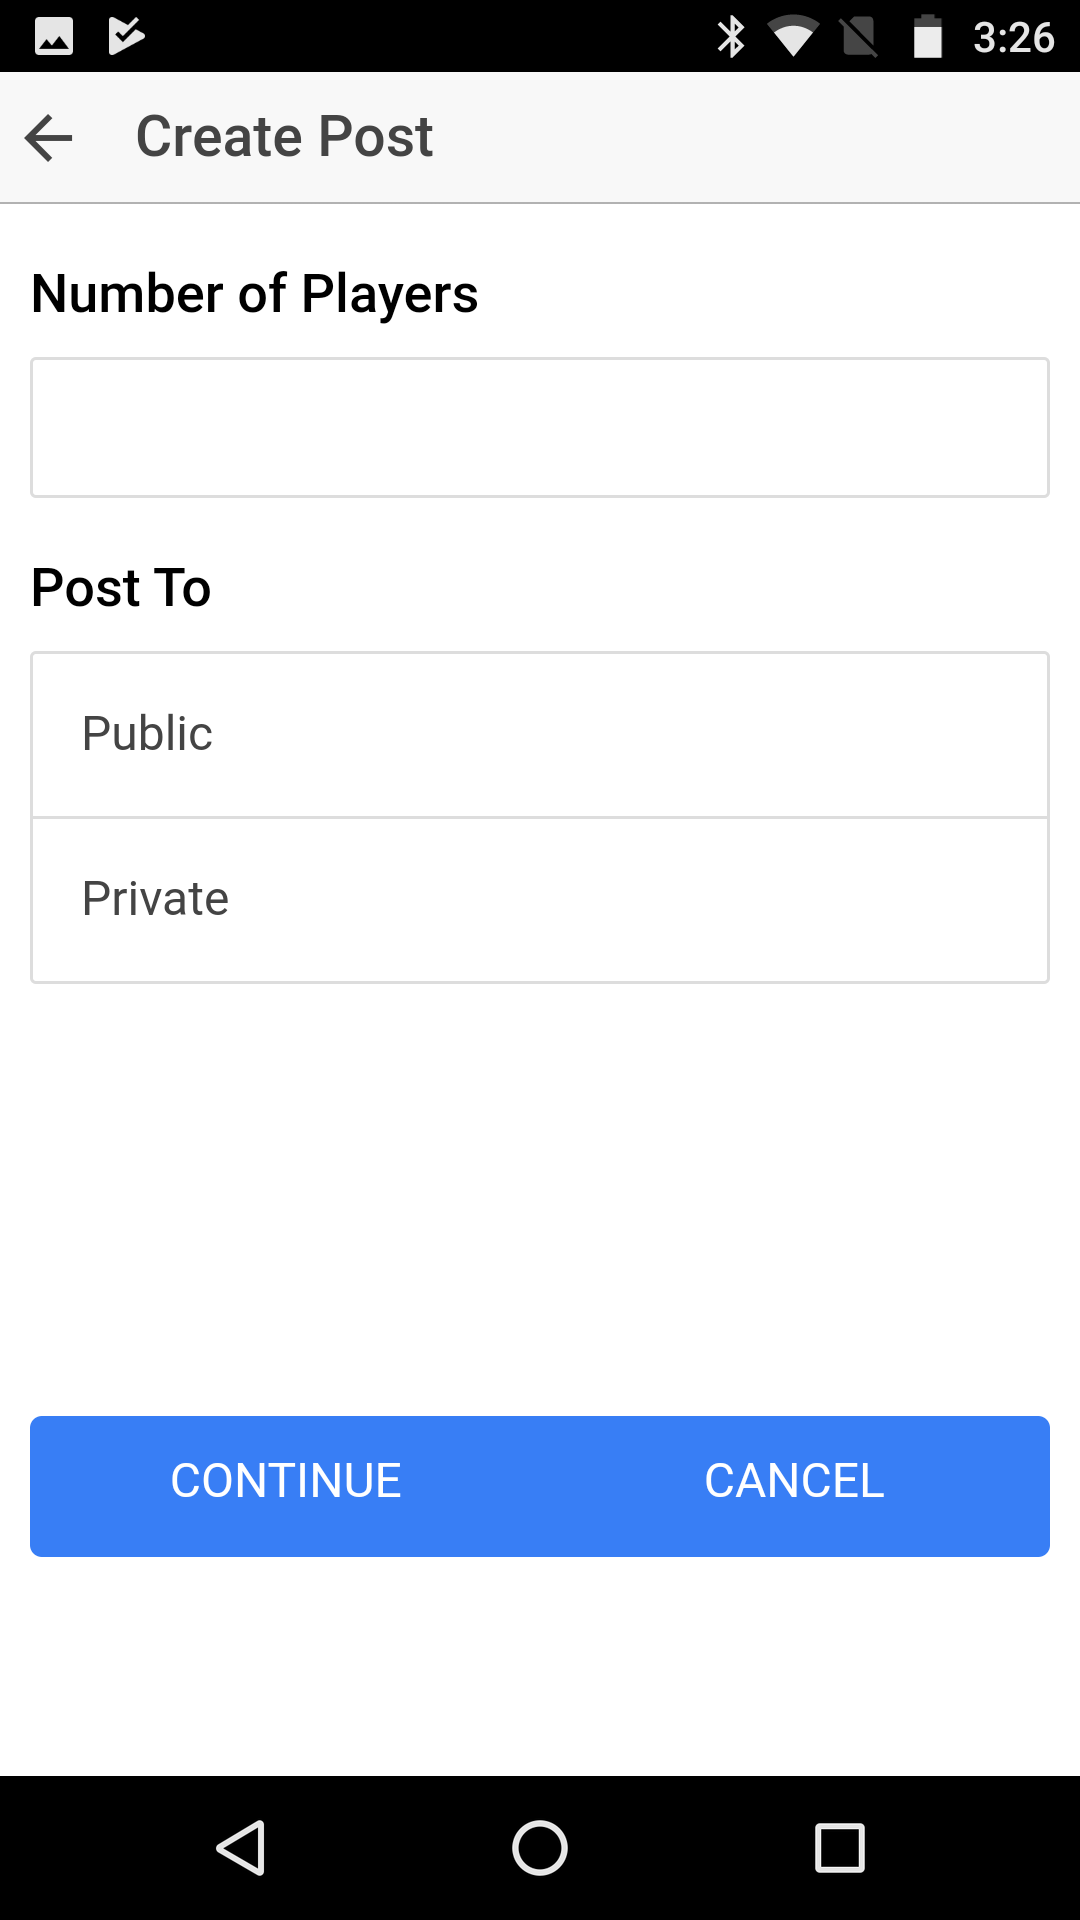 3:26
Create Post
Number of Players
Post To
Public
Private
CONTINUE CANCEL